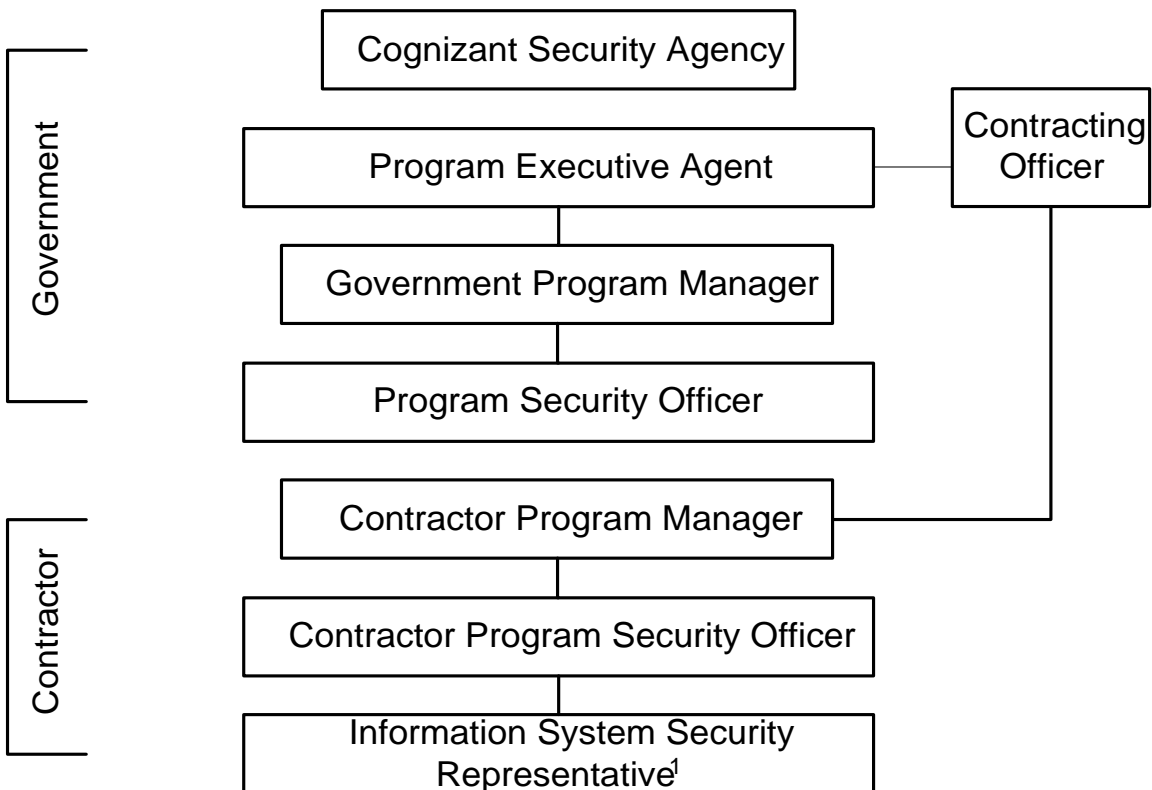 Cognizant Security Agency
Contracting
Officer
Program Executive Agent
Government Program Manager
Program Security Officer
Government
Contractor Program Manager
Contractor Program Security Officer
Information System Security
Representative¹
Contractor